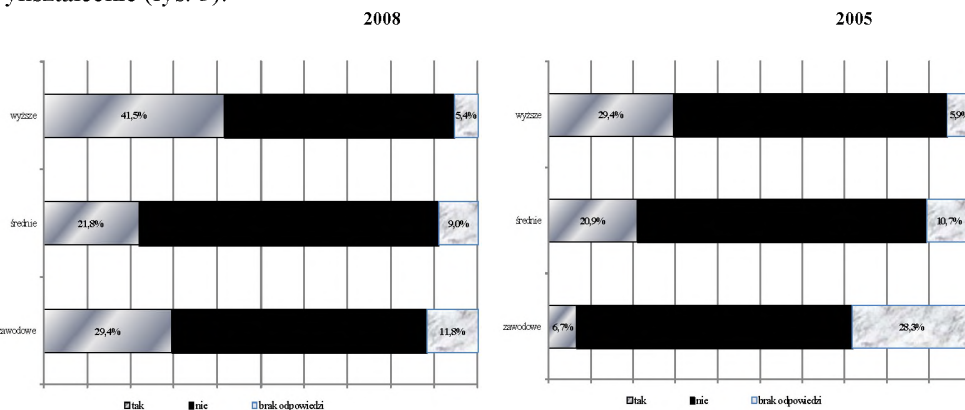 2008
2005
wyższe
41,5%
5,4%
średnie
21,8%
9,0%
zawodowe
29,4%
11,8%
tak
nie
brak odpowiedzi
wyższe
29,4%
5,9%
średnie
20,9%
10,7%
zawodowe
6,7%
28,3%
tak
nie
brak odpowiedzi